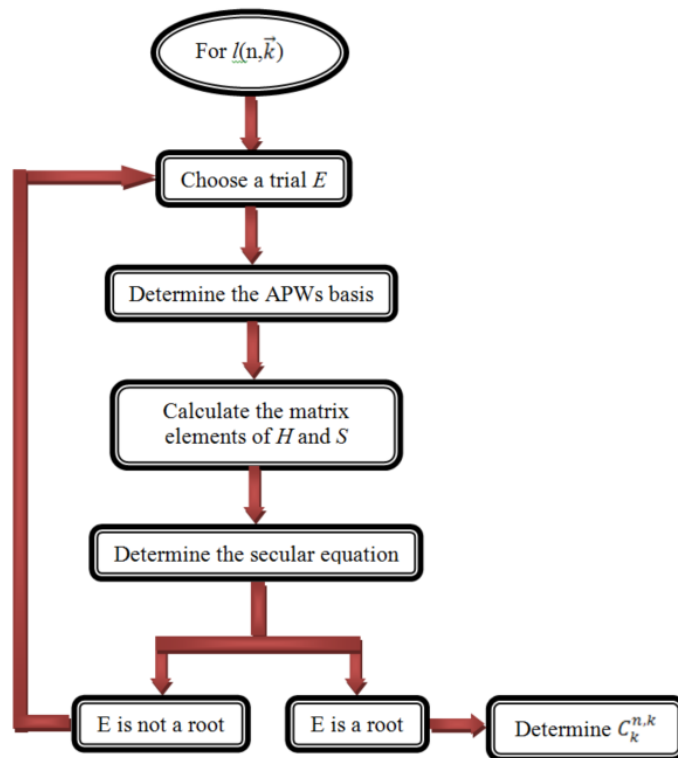 For l(n,k⃗)
Choose a trial E
Determine the APWs basis
Calculate the matrix
elements of H and S
Determine the secular equation
E is not a root
E is a root
Determine C_k^{n,k}